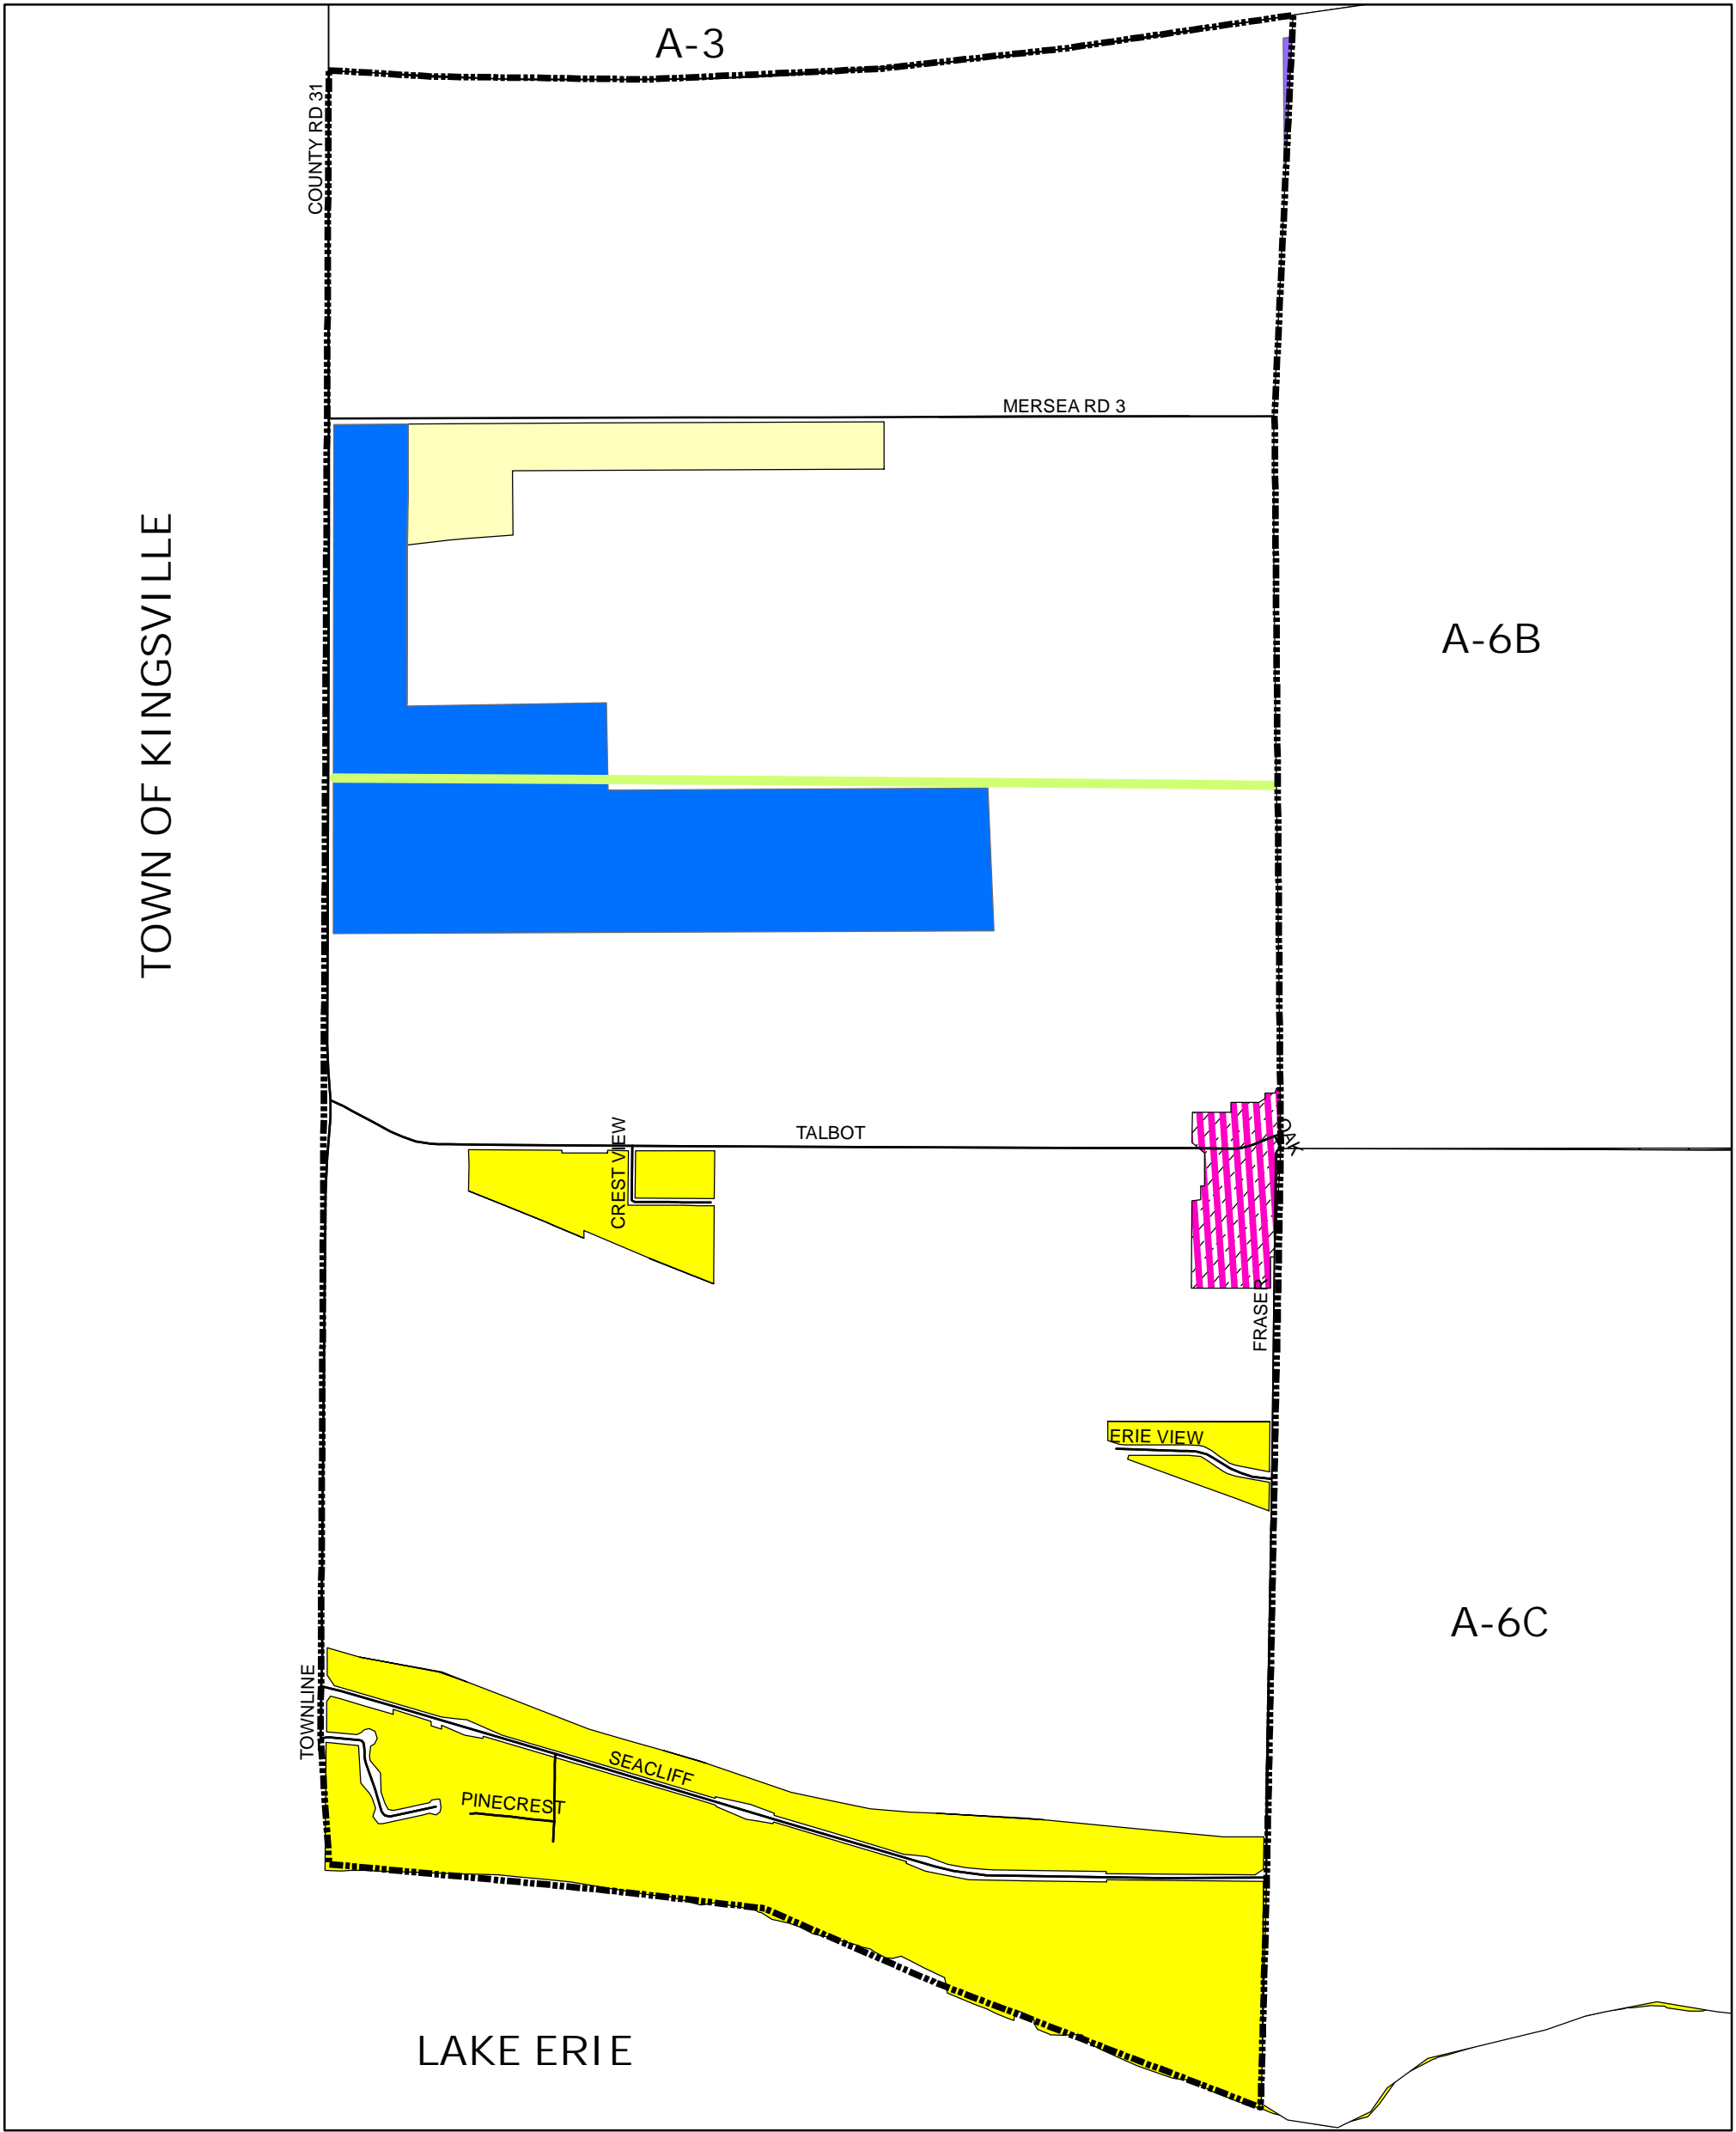 A-3
COUNTY RD 31
MERSEA RD 3
TOWN OF KINGSVILLE
A-6B
TALBOT
OAK
CREST VIEW
FRASER
ERIE VIEW
A-6C
TOWNLINE
SEACLIFF
PINECREST
LAKE ERIE